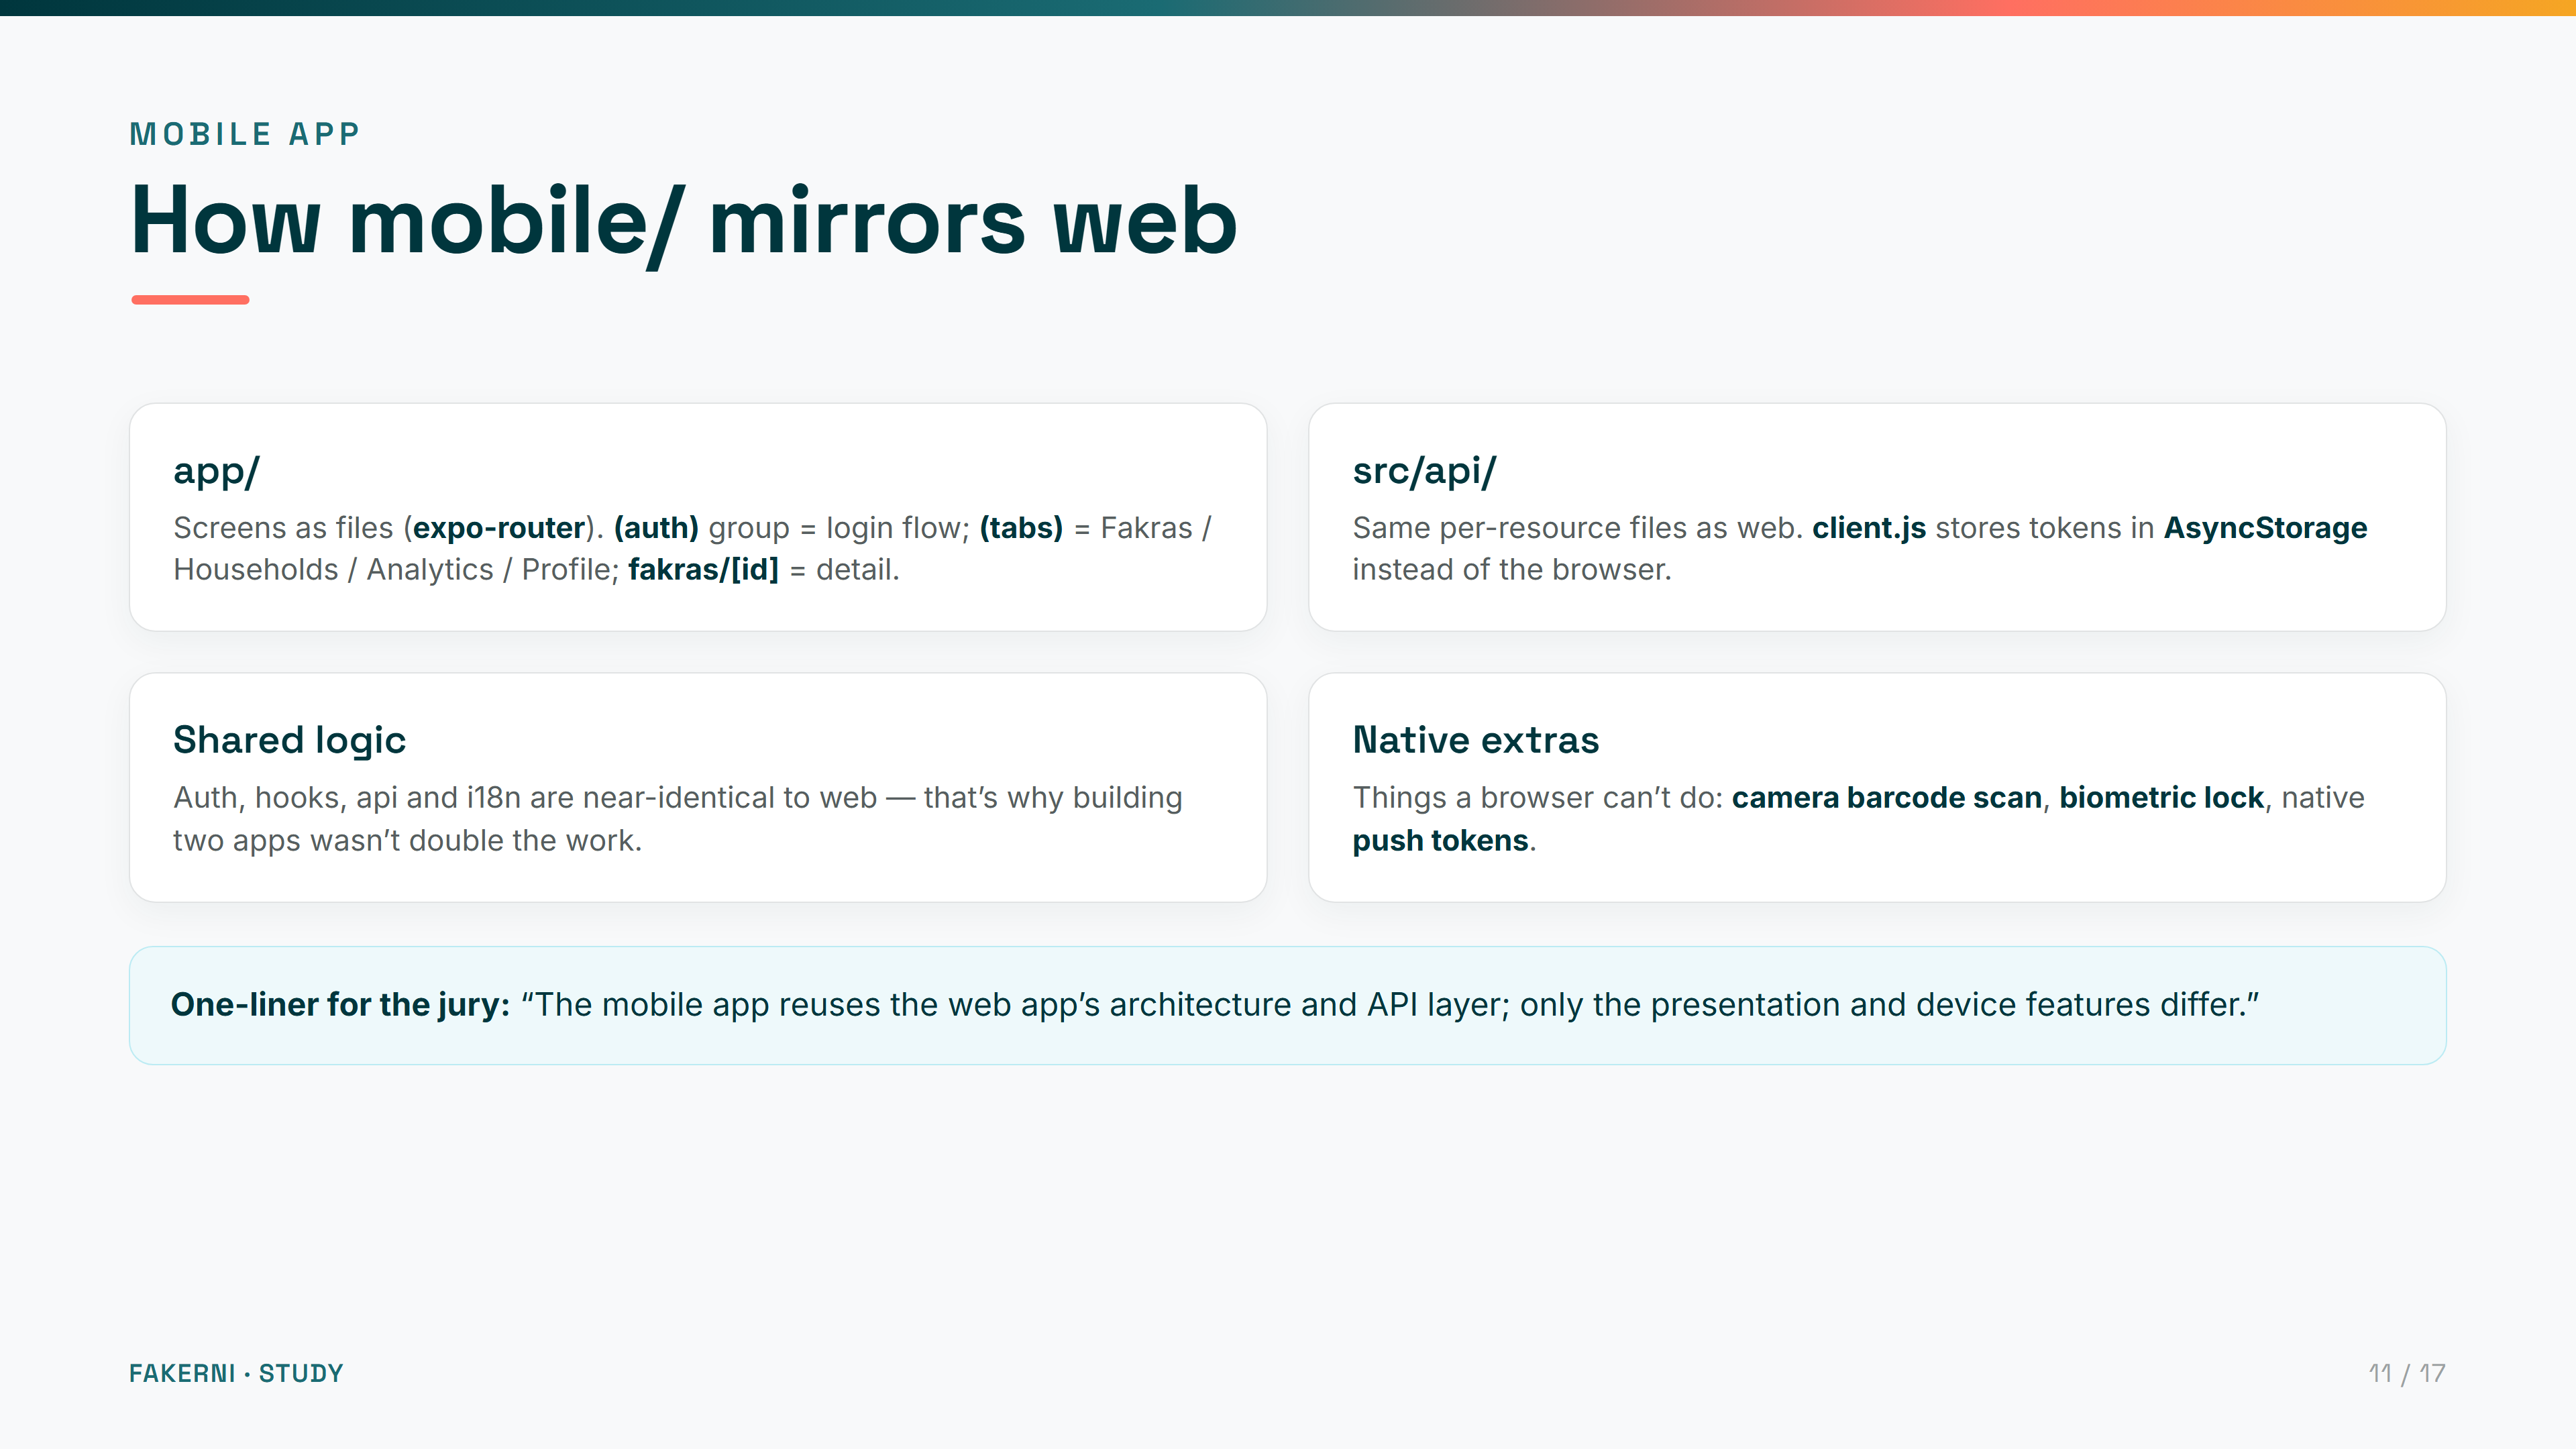 MOBILE APP
How mobile/ mirrors web
app/
Screens as files (expo-router). (auth) group = login flow; (tabs) = Fakras /
Households / Analytics / Profile; fakras/[id] = detail.
src/api/
Same per-resource files as web. client.js stores tokens in AsyncStorage
instead of the browser.
Shared logic
Auth, hooks, api and i18n are near-identical to web — that’s why building
two apps wasn’t double the work.
Native extras
Things a browser can’t do: camera barcode scan, biometric lock, native
push tokens.
One-liner for the jury: “The mobile app reuses the web app’s architecture and API layer; only the presentation and device features differ.”
FAKERNI · STUDY
11 / 17